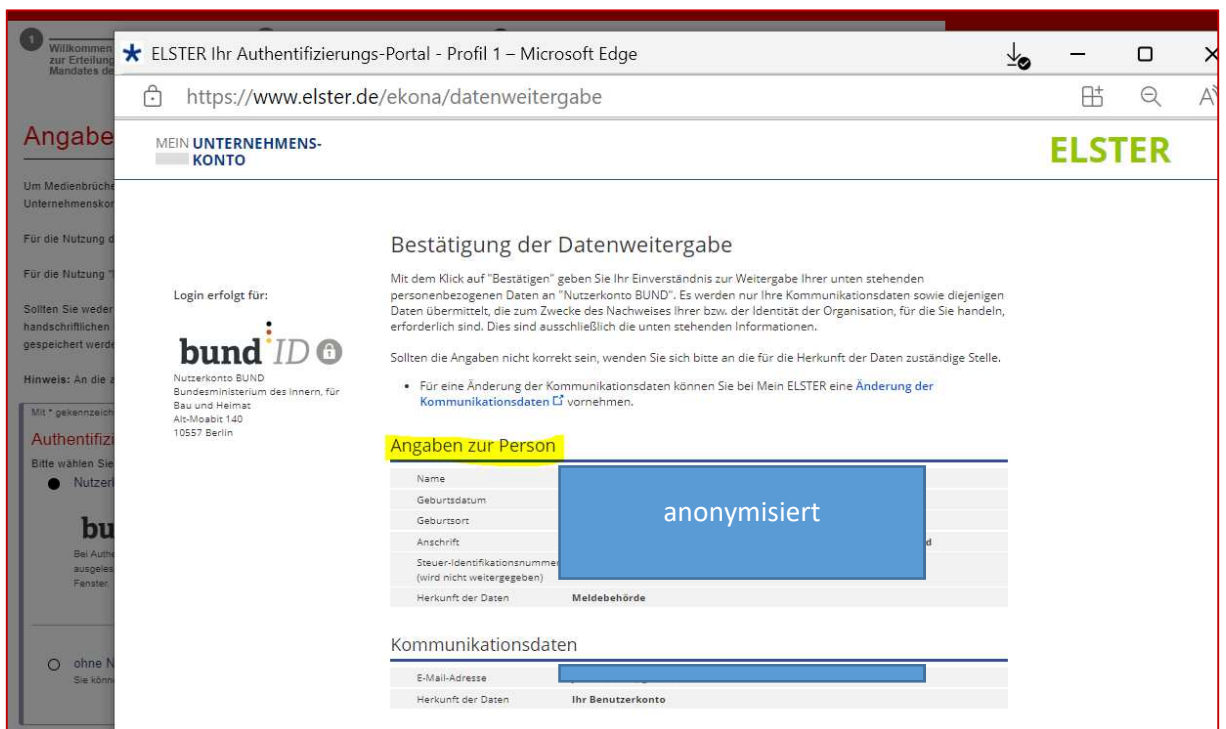 1
Willkommen
zur Erteilung
Mandates de
Angabe
Um Medienbrüche
Unternehmenskon
Für die Nutzung d
Für die Nutzung "
Sollten Sie weder
handschriftlichen
gespeichert werde
Hinweis: An die z
Mit * gekennzeich
Authentifizi
Bitte wählen Sie
Nutzer
bu
Bei Authe
ausgeles
Fenster.
ohne N
Sie könn
ELSTER Ihr Authentifizierungs-Portal - Profil 1 – Microsoft Edge
https://www.elster.de/ekona/datenweitergabe
MEIN UNTERNEHMENS-
KONTO
ELSTER
Login erfolgt für:
bundID
Nutzerkonto BUND
Bundesministerium des Innern, für
Bau und Heimat
Alt-Moabit 140
10557 Berlin
Bestätigung der Datenweitergabe
Mit dem Klick auf "Bestätigen" geben Sie Ihr Einverständnis zur Weitergabe Ihrer unten stehenden
personenbezogenen Daten an "Nutzerkonto BUND". Es werden nur Ihre Kommunikationsdaten sowie diejenigen
Daten übermittelt, die zum Zwecke des Nachweises Ihrer bzw. der Identität der Organisation, für die Sie handeln,
erforderlich sind. Dies sind ausschließlich die unten stehenden Informationen.
Sollten die Angaben nicht korrekt sein, wenden Sie sich bitte an die für die Herkunft der Daten zuständige Stelle.
• Für eine Änderung der Kommunikationsdaten können Sie bei Mein ELSTER eine Änderung der
Kommunikationsdaten vornehmen.
Angaben zur Person
Name
Geburtsdatum
Geburtsort
Anschrift d
Steuer-Identifikationsnummer
(wird nicht weitergegeben)
anonymisiert
Herkunft der Daten Meldebehörde
Kommunikationsdaten
E-Mail-Adresse
Herkunft der Daten Ihr Benutzerkonto